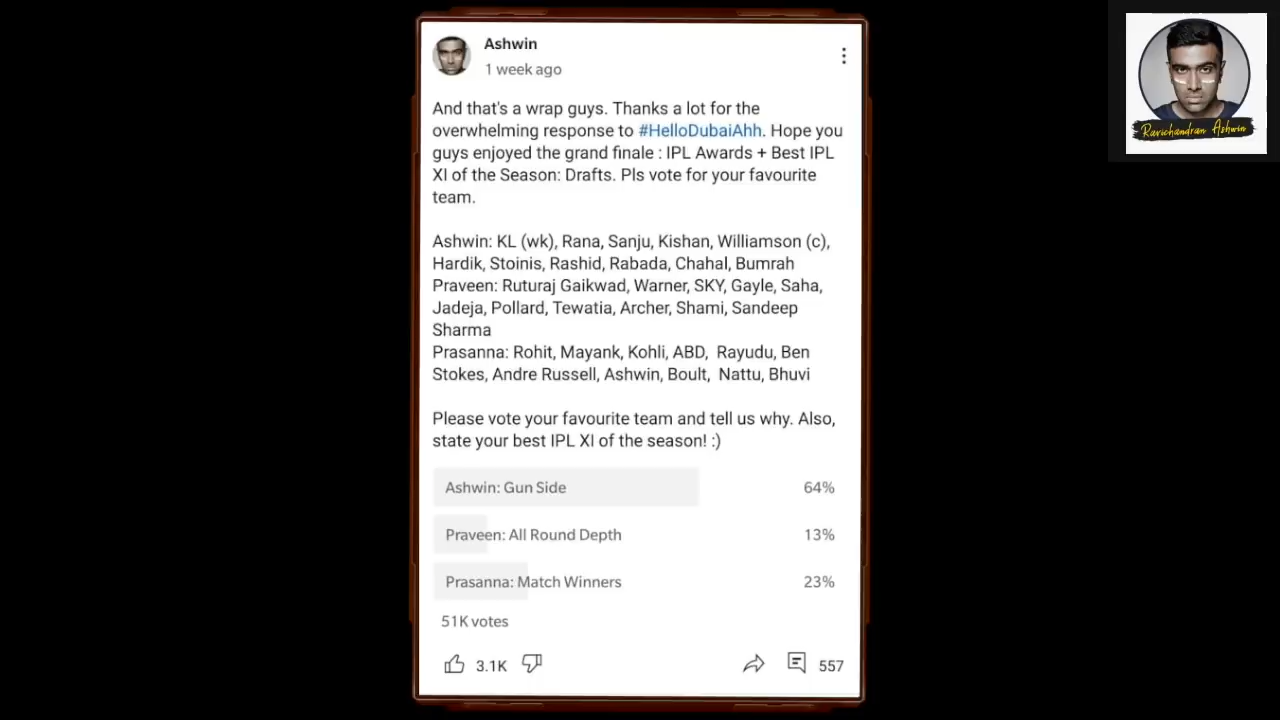 Ashwin
1 week ago
And that's a wrap guys. Thanks a lot for the
overwhelming response to #HelloDubaiAhh. Hope you
guys enjoyed the grand finale : IPL Awards + Best IPL
XI of the Season: Drafts. Pls vote for your favourite
team.
Ashwin: KL (wk), Rana, Sanju, Kishan, Williamson (c),
Hardik, Stoinis, Rashid, Rabada, Chahal, Bumrah
Praveen: Ruturaj Gaikwad, Warner, SKY, Gayle, Saha,
Jadeja, Pollard, Tewatia, Archer, Shami, Sandeep
Sharma
Prasanna: Rohit, Mayank, Kohli, ABD, Rayudu, Ben
Stokes, Andre Russell, Ashwin, Boult, Nattu, Bhuvi
Please vote your favourite team and tell us why. Also,
state your best IPL XI of the season! :)
Ashwin: Gun Side 64%
Praveen: All Round Depth 13%
Prasanna: Match Winners 23%
51K votes
3.1K 557
Ravichandran Ashwin